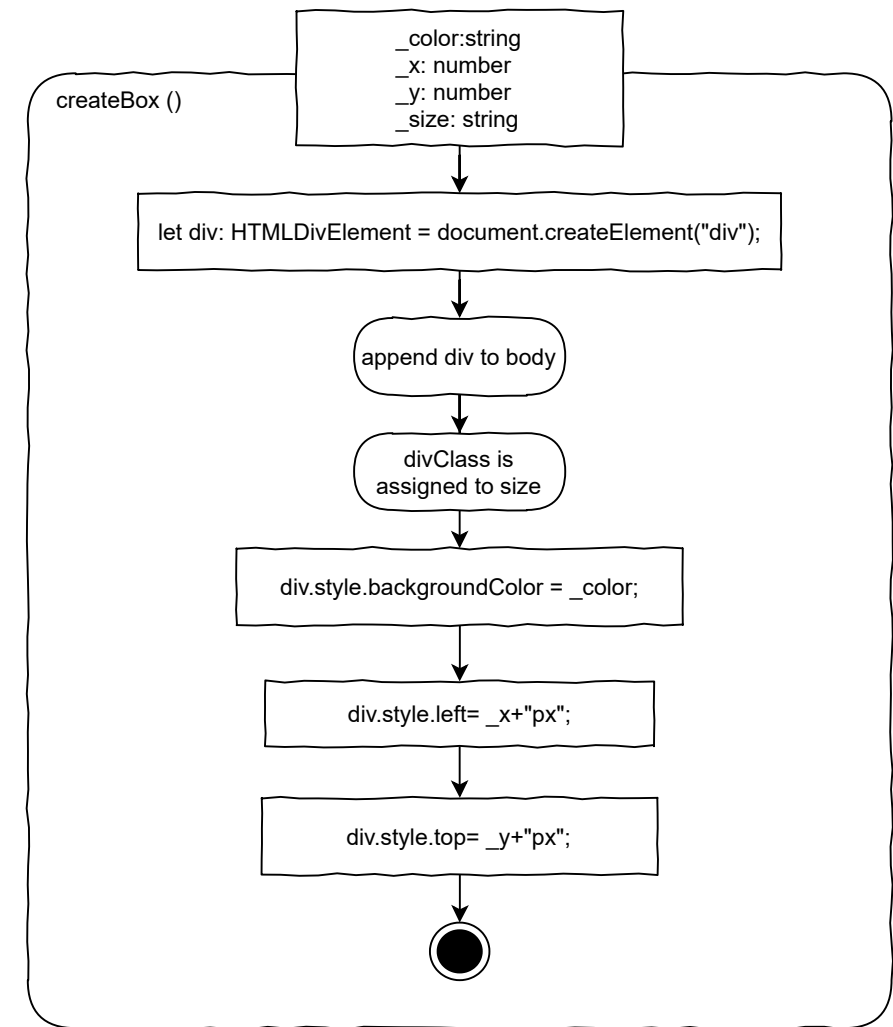 _color:string
_x: number
_y: number
_size: string
createBox ()
let div: HTMLDivElement = document.createElement("div");
append div to body
divClass is
assigned to size
div.style.backgroundColor = _color;
div.style.left= _x+"px";
div.style.top= _y+"px";